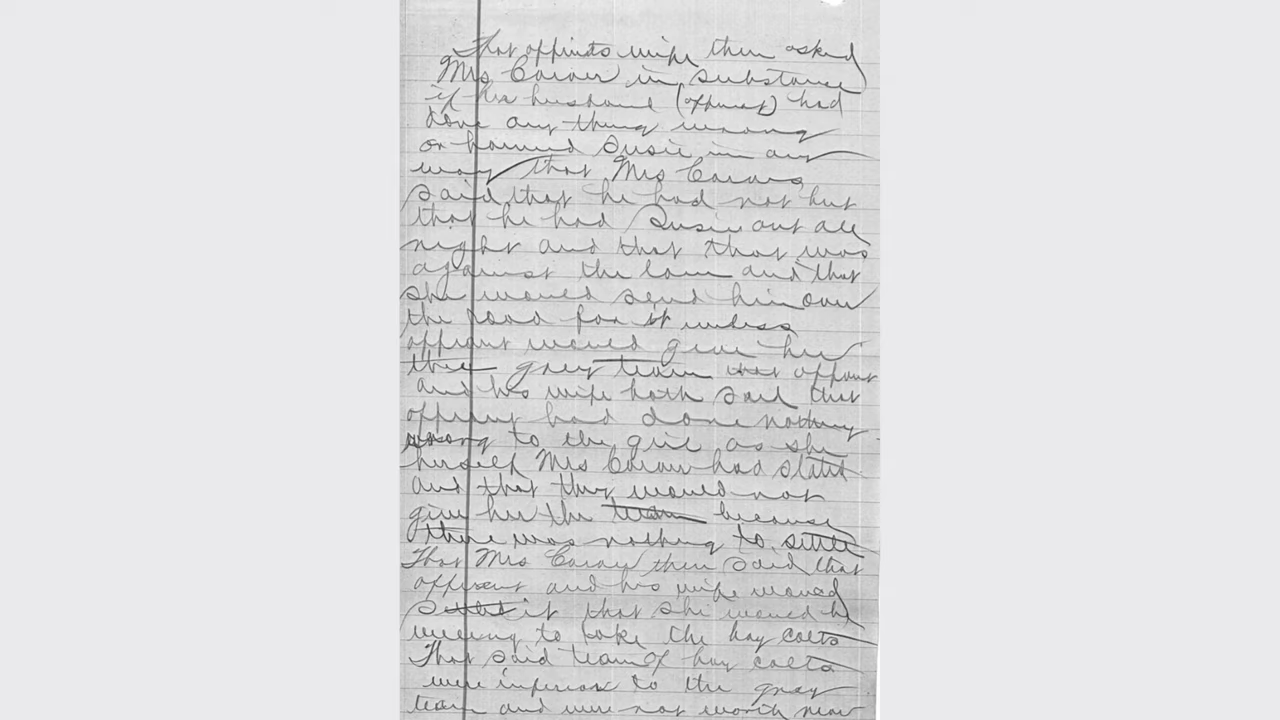 That affiants wife then asked
Mrs Carver in substance
if her husband (affiant) had
done any thing wrong
or harmed Susie in any
way that Mrs Carver
said that he had not but
that he had Susie out all
night and that that was
against the law and that
she would send him over
the road for it unless
affiant would give her
their grey team that affiant
and his wife both said that
affiant had done nothing
wrong to the girl as she
herself Mrs Carver had stated
and that they would not
give her the team because
there was nothing to settle
That Mrs Carver then said that
affiant and his wife would
settle it that she would be
willing to take the bay colts
That said team of bay colts
were inferior to the gray
team and were not worth near